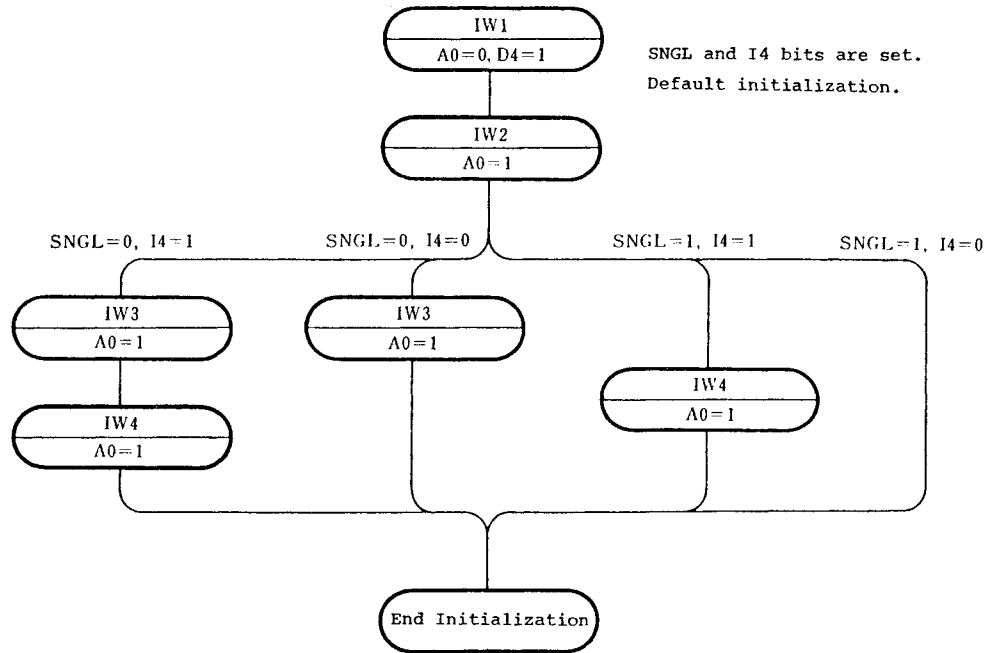 IW1
A0=0, D4=1
SNGL and I4 bits are set.
Default initialization.
IW2
A0=1
SNGL=0, I4=1
SNGL=0, I4=0
SNGL=1, I4=1
SNGL=1, I4=0
IW3
A0=1
IW3
A0=1
IW4
A0=1
IW4
A0=1
End Initialization